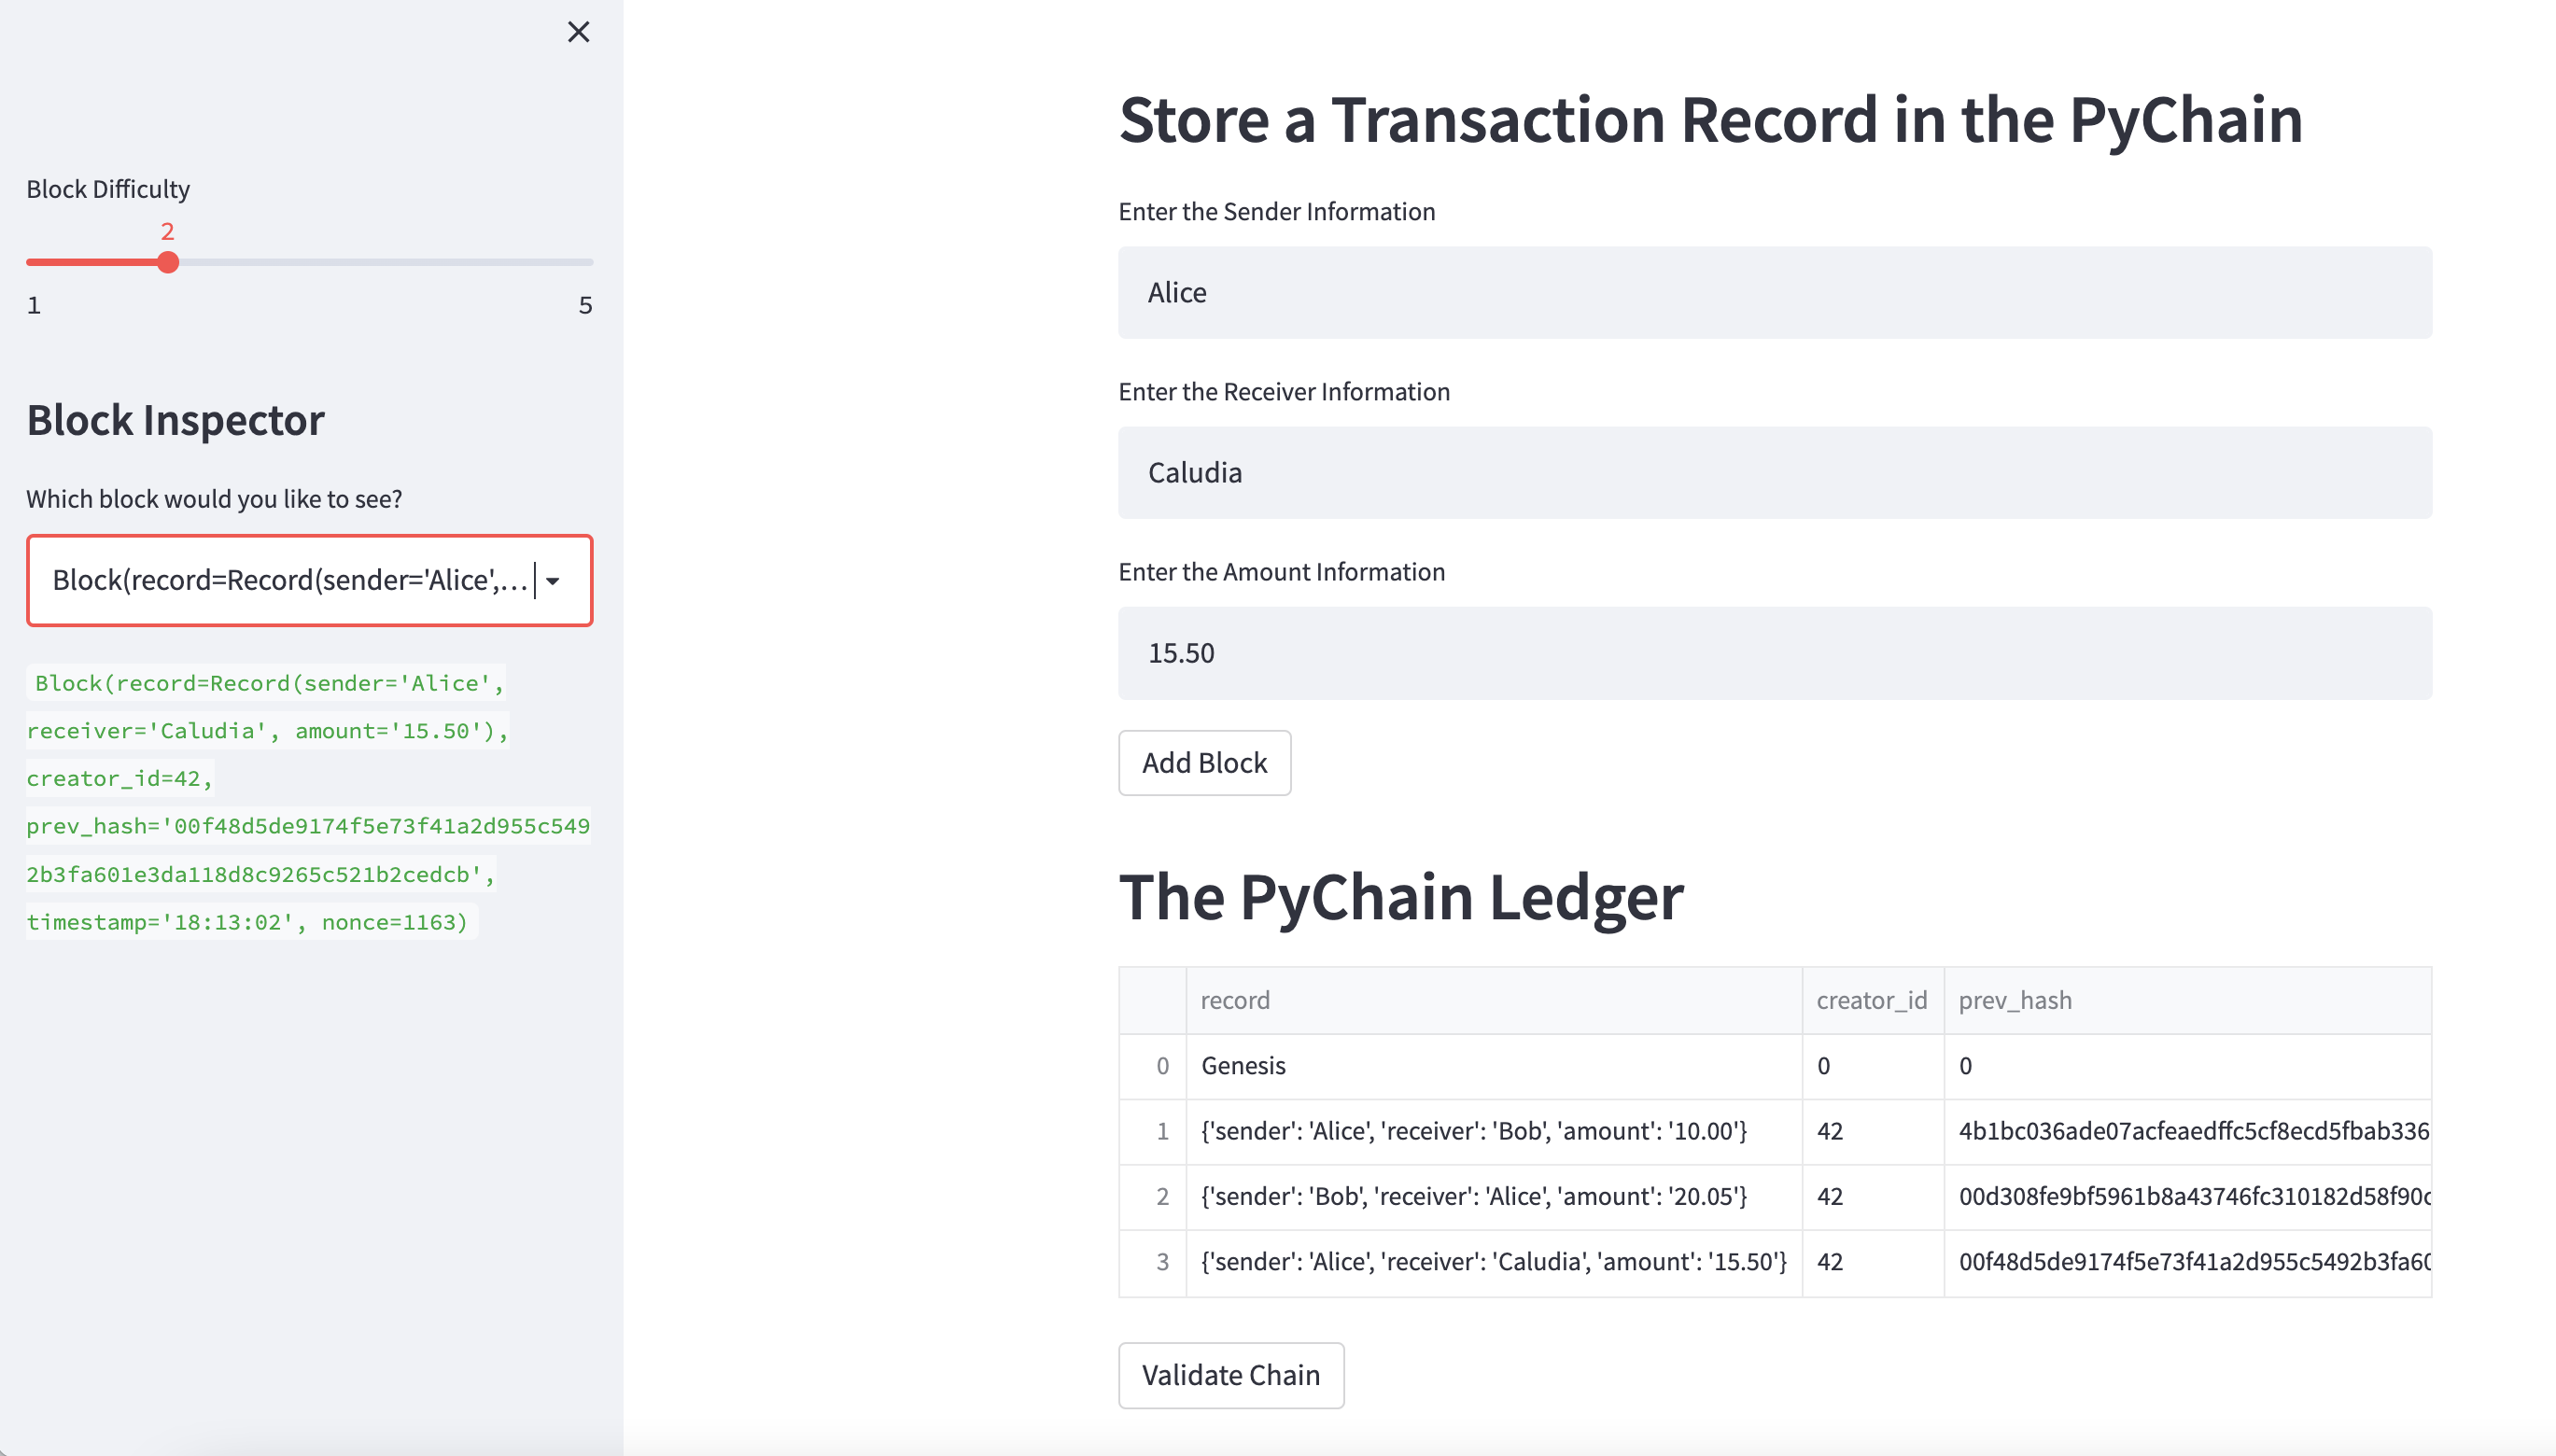 Block Difficulty
2
1
5
Block Inspector
Which block would you like to see?
Block(record=Record(sender='Alice',...
Block(record=Record(sender='Alice',
receiver='Caludia', amount='15.50'),
creator_id=42,
prev_hash='00f48d5de9174f5e73f41a2d955c549
2b3fa601e3da118d8c9265c521b2cedcb',
timestamp='18:13:02', nonce=1163)
Store a Transaction Record in the PyChain
Enter the Sender Information
Alice
Enter the Receiver Information
Caludia
Enter the Amount Information
15.50
Add Block
The PyChain Ledger
record creator_id prev_hash
0 Genesis 0 0
1 {'sender': 'Alice', 'receiver': 'Bob', 'amount': '10.00'} 42 4b1bc036ade07acfeaedffc5cf8ecd5fbab336
2 {'sender': 'Bob', 'receiver': 'Alice', 'amount': '20.05'} 42 00d308fe9bf5961b8a43746fc310182d58f90c
3 {'sender': 'Alice', 'receiver': 'Caludia', 'amount': '15.50'} 42 00f48d5de9174f5e73f41a2d955c5492b3fa60
Validate Chain